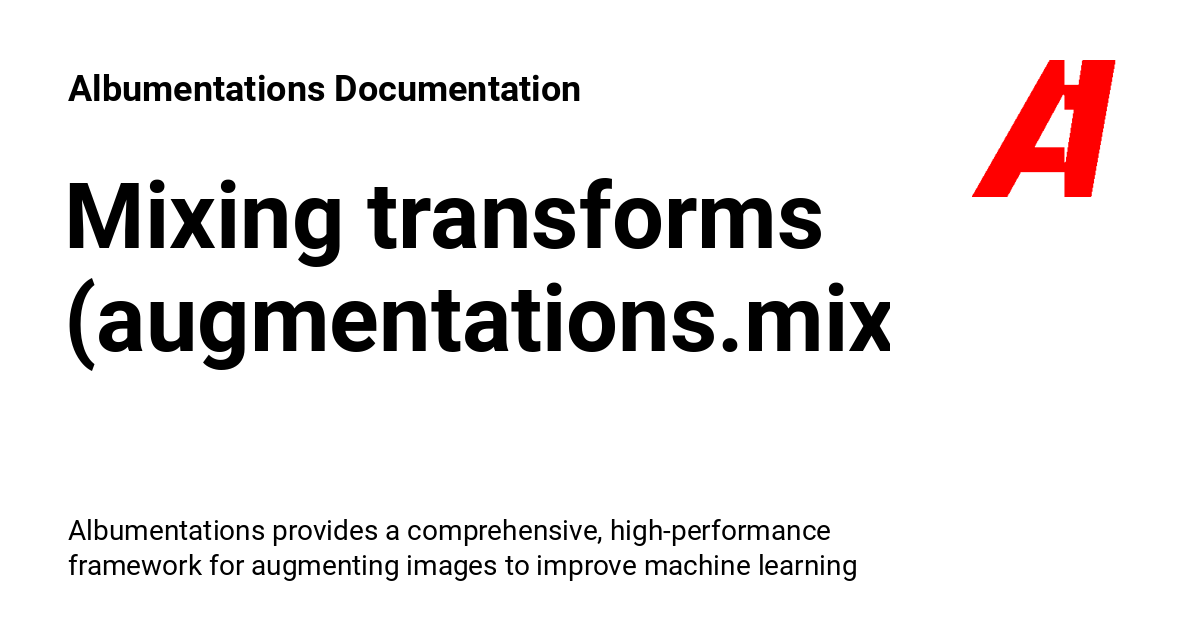 Albumentations Documentation
Mixing transforms
(augmentations.mix
Albumentations provides a comprehensive, high-performance
framework for augmenting images to improve machine learning